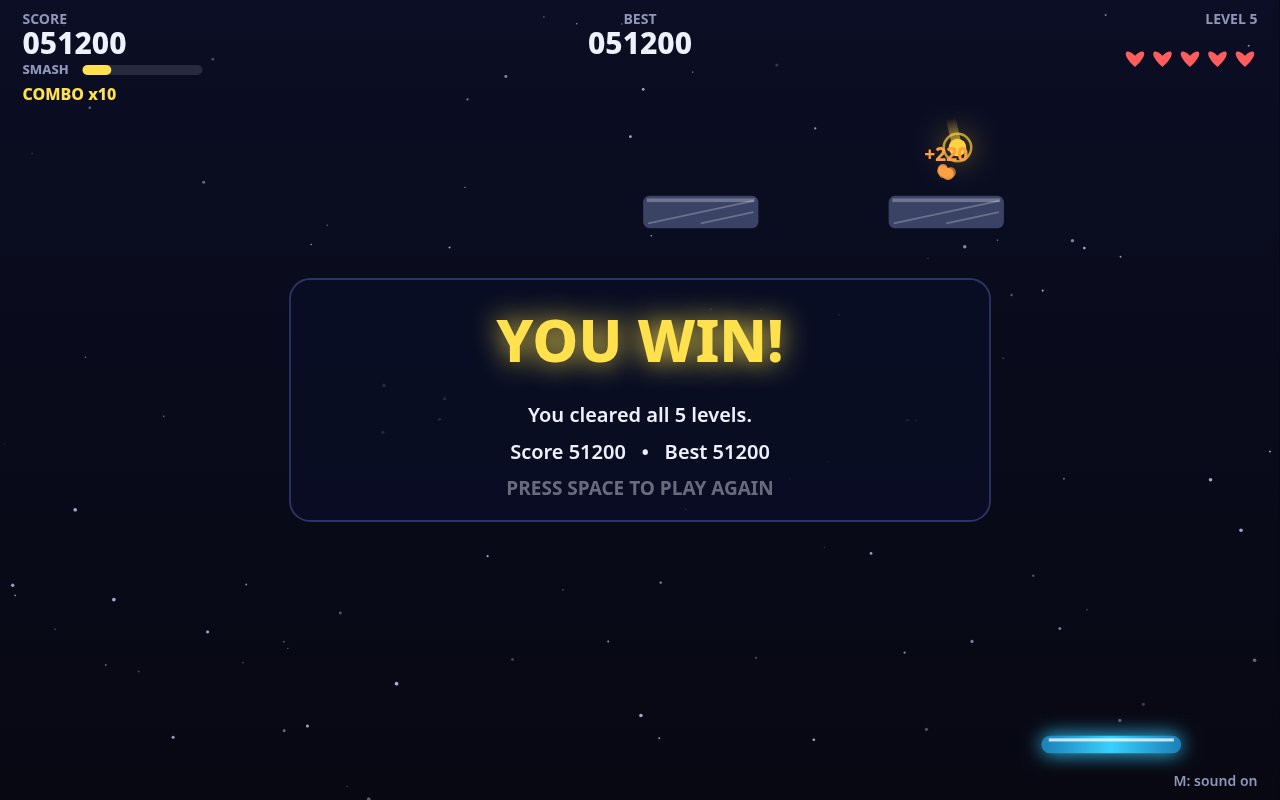 SCORE
051200
SMASH
COMBO x10
BEST
051200
LEVEL 5
+220
YOU WIN!
You cleared all 5 levels.
Score 51200 • Best 51200
PRESS SPACE TO PLAY AGAIN
M: sound on